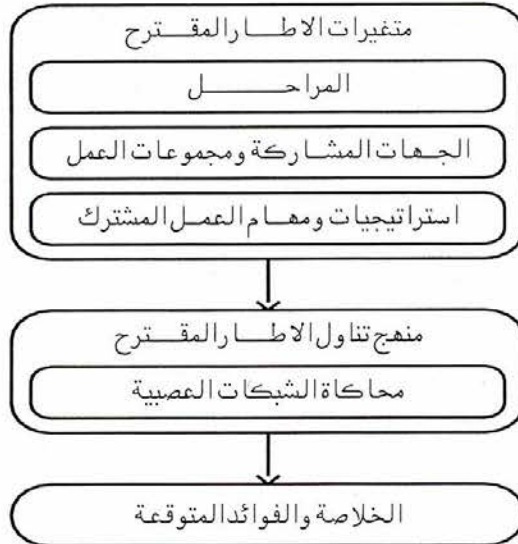 متغيرات الاطار المقترح
المراحل
الجهات المشاركة ومجموعات العمل
استراتيجيات ومهام العمل المشترك
منهج تناول الاطار المقترح
محاكاة الشبكات العصبية
الخلاصة والفوائد المتوقعة